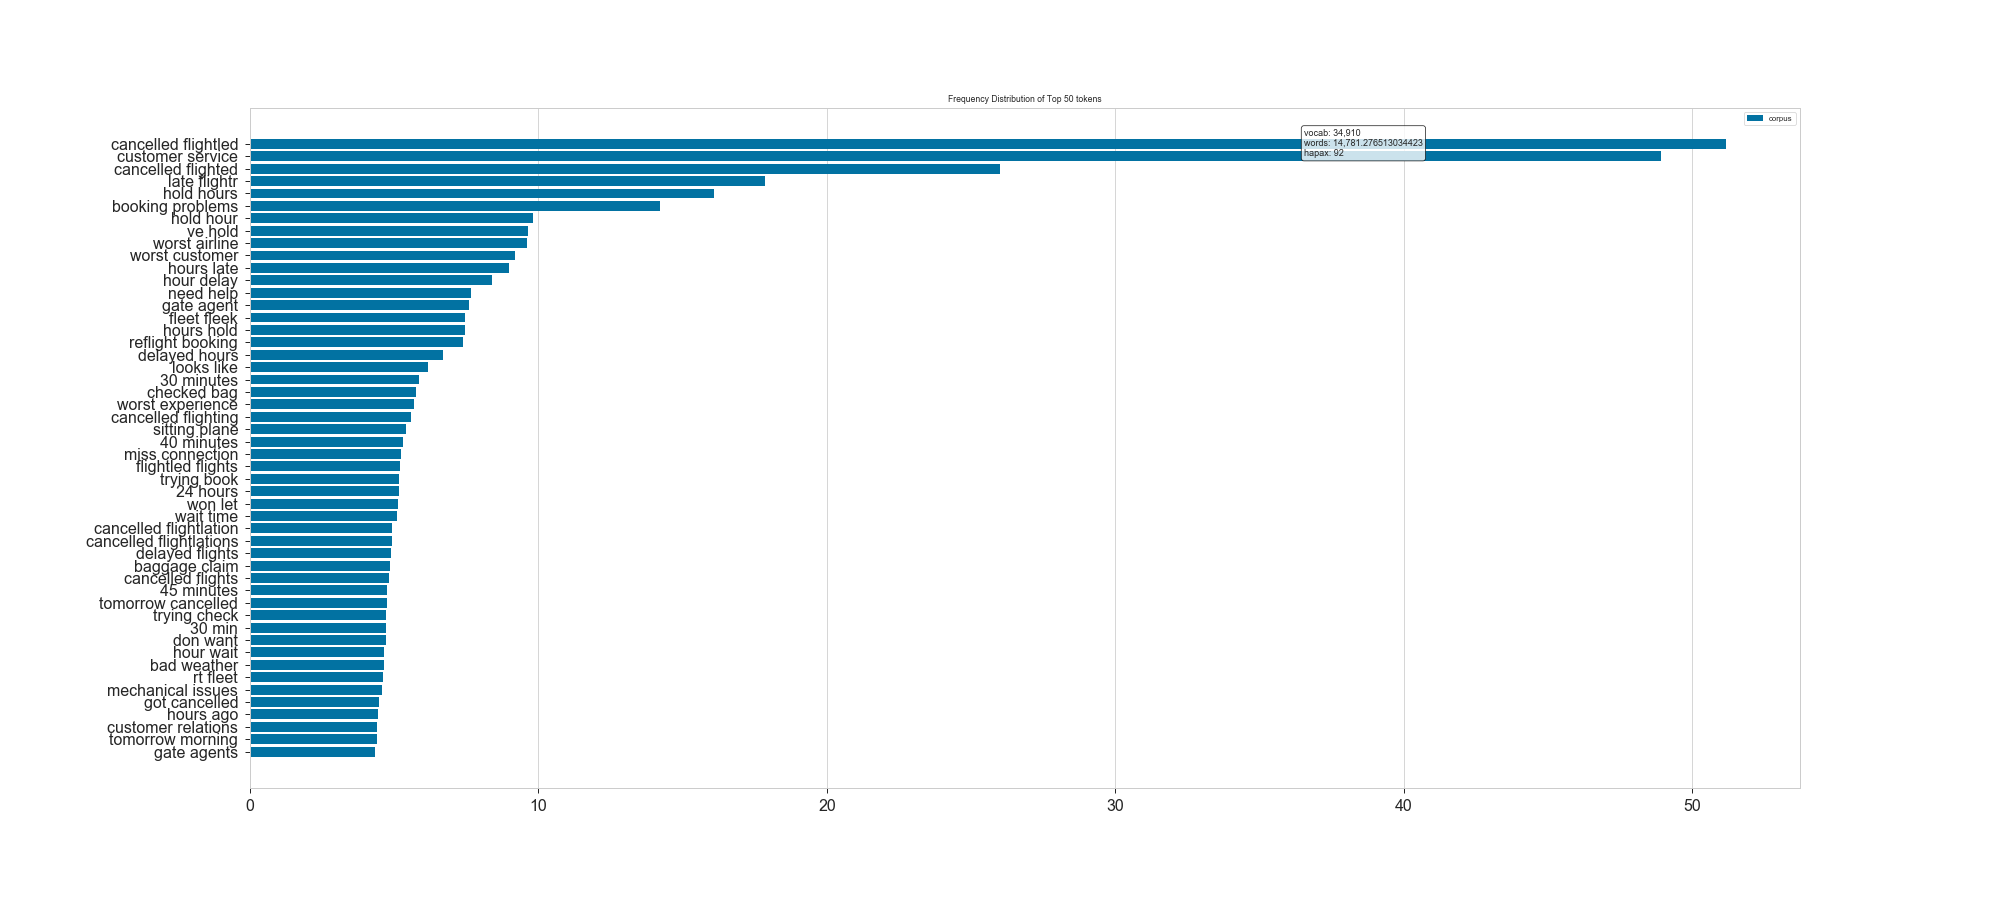 Frequency Distribution of Top 50 tokens
corpus
vocab: 34,910
words: 14,781.276513034423
hapax: 92
cancelled flightled
customer service
cancelled flighted
late flightr
hold hours
booking problems
hold hour
ve hold
worst airline
worst customer
hours late
hour delay
need help
gate agent
fleet fleek
hours hold
reflight booking
delayed hours
looks like
30 minutes
checked bag
worst experience
cancelled flighting
sitting plane
40 minutes
miss connection
flightled flights
trying book
24 hours
won let
wait time
cancelled flightlation
cancelled flightlations
delayed flights
baggage claim
cancelled flights
45 minutes
tomorrow cancelled
trying check
30 min
don want
hour wait
bad weather
rt fleet
mechanical issues
got cancelled
hours ago
customer relations
tomorrow morning
gate agents
0 10 20 30 40 50